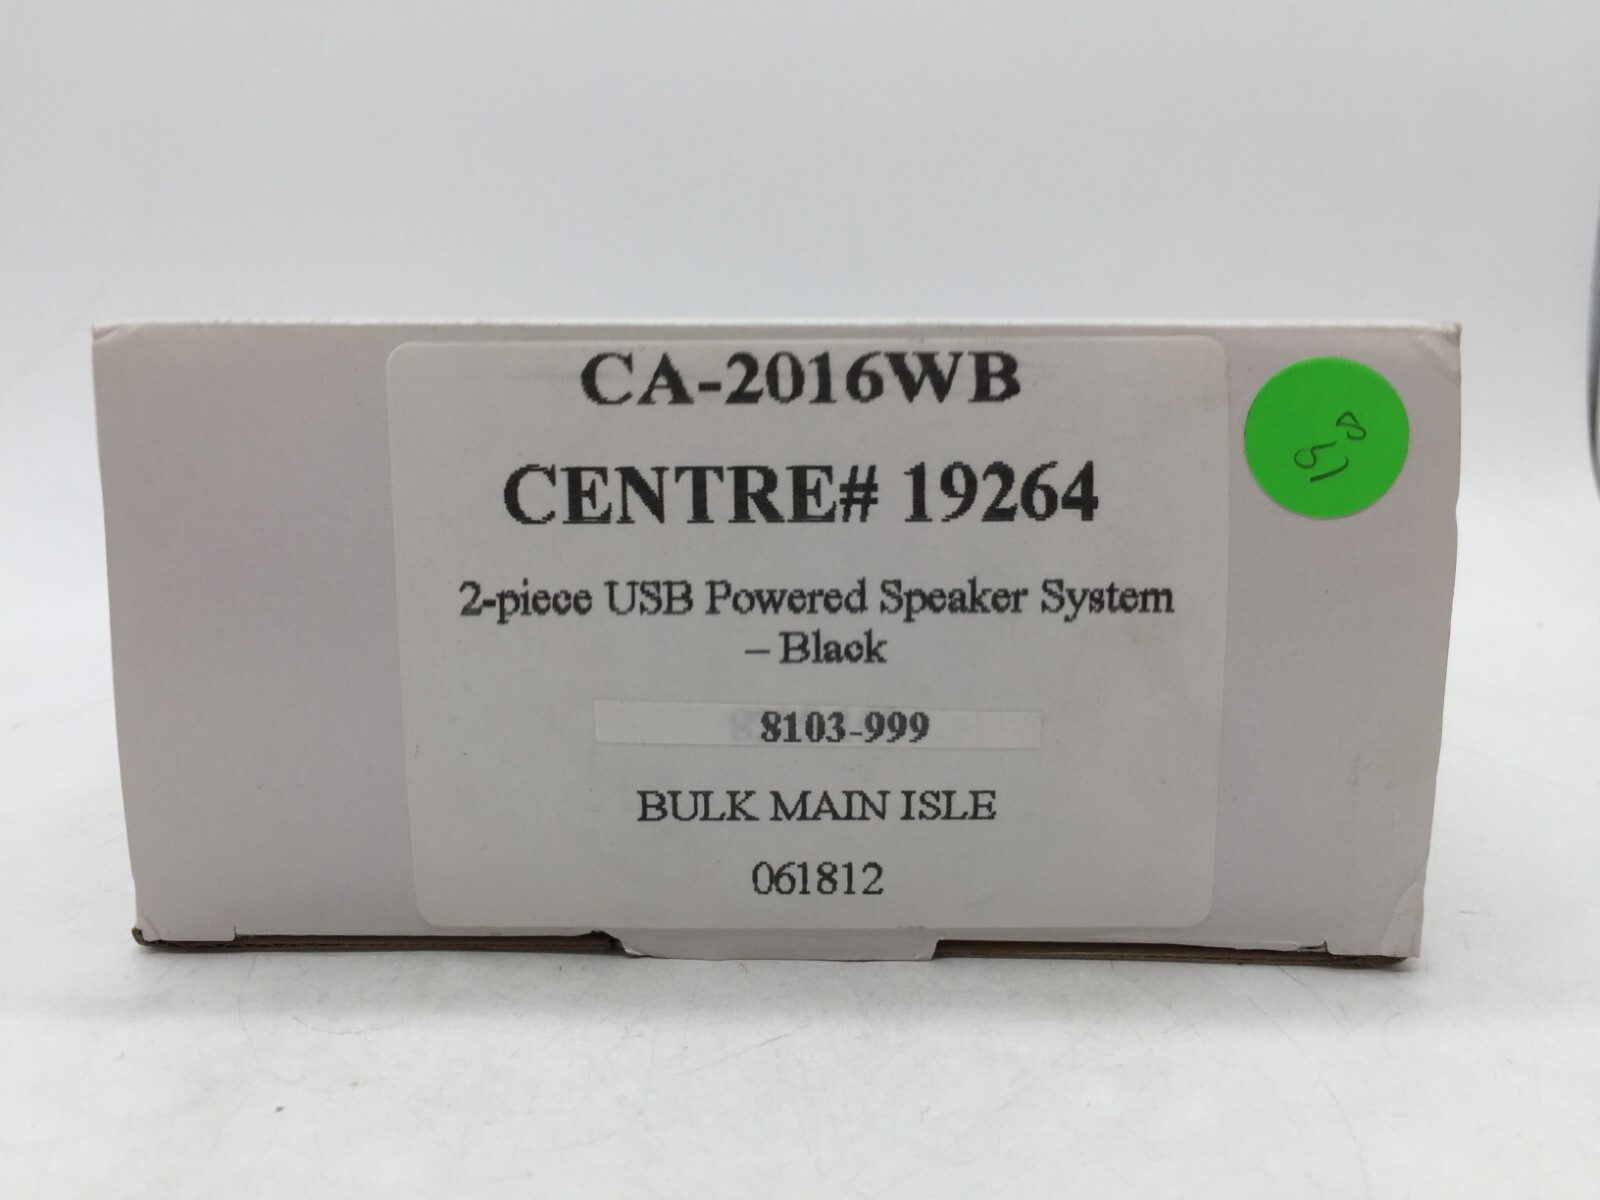 CA-2016WB
CENTRE# 19264
2-piece USB Powered Speaker System
– Black
8103-999
BULK MAIN ISLE
061812